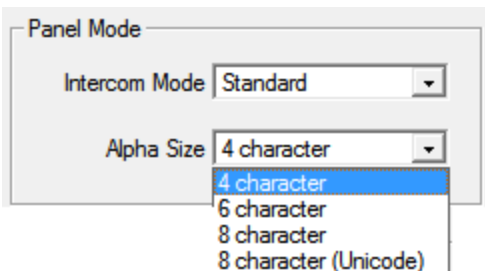 Panel Mode
Intercom Mode Standard
Alpha Size 4 character
4 character
6 character
8 character
8 character (Unicode)